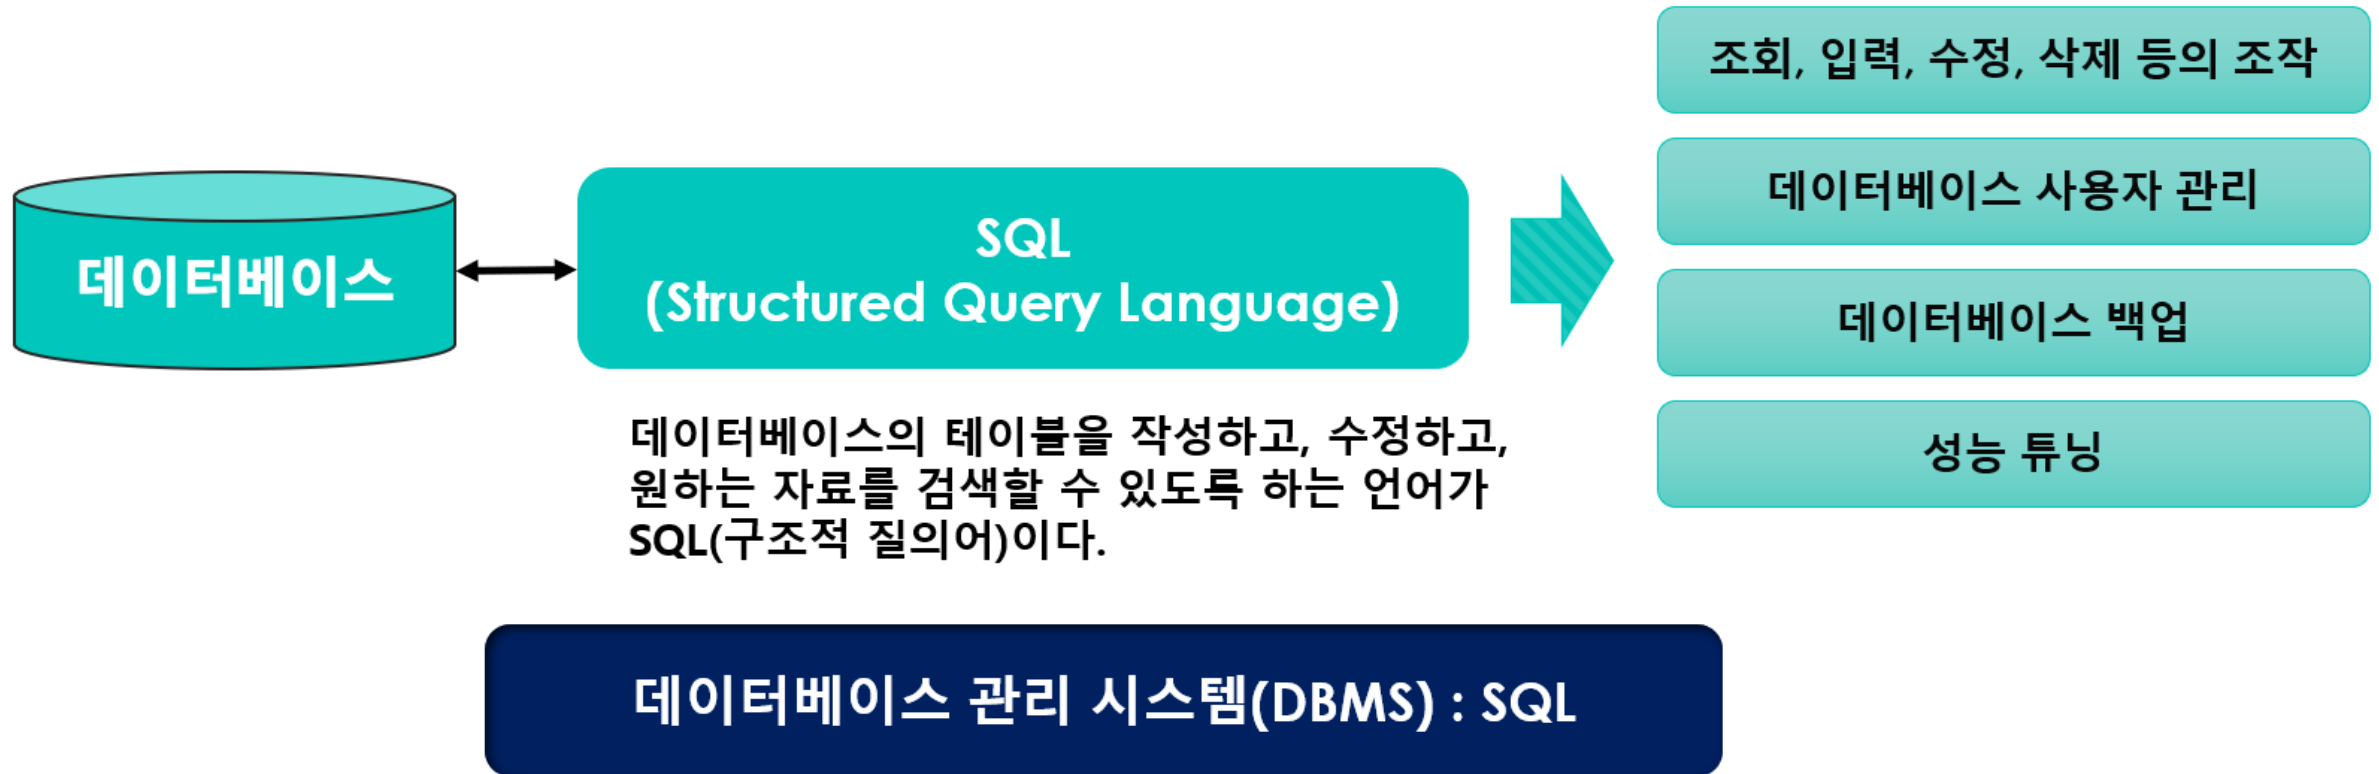 데이터베이스
SQL
(Structured Query Language)
데이터베이스의 테이블을 작성하고, 수정하고,
원하는 자료를 검색할 수 있도록 하는 언어가
SQL(구조적 질의어)이다.
조회, 입력, 수정, 삭제 등의 조작
데이터베이스 사용자 관리
데이터베이스 백업
성능 튜닝
데이터베이스 관리 시스템(DBMS) : SQL